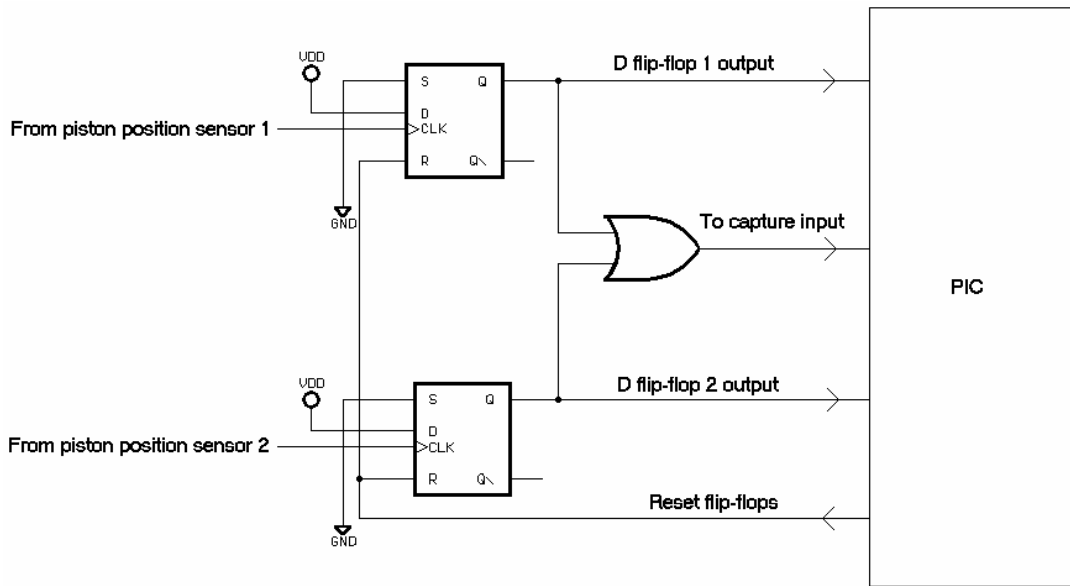 VDD
S Q
D flip-flop 1 output
D
From piston position sensor 1
CLK
R Q\
GND
To capture input
PIC
VDD
S Q
D flip-flop 2 output
D
From piston position sensor 2
CLK
R Q\
Reset flip-flops
GND